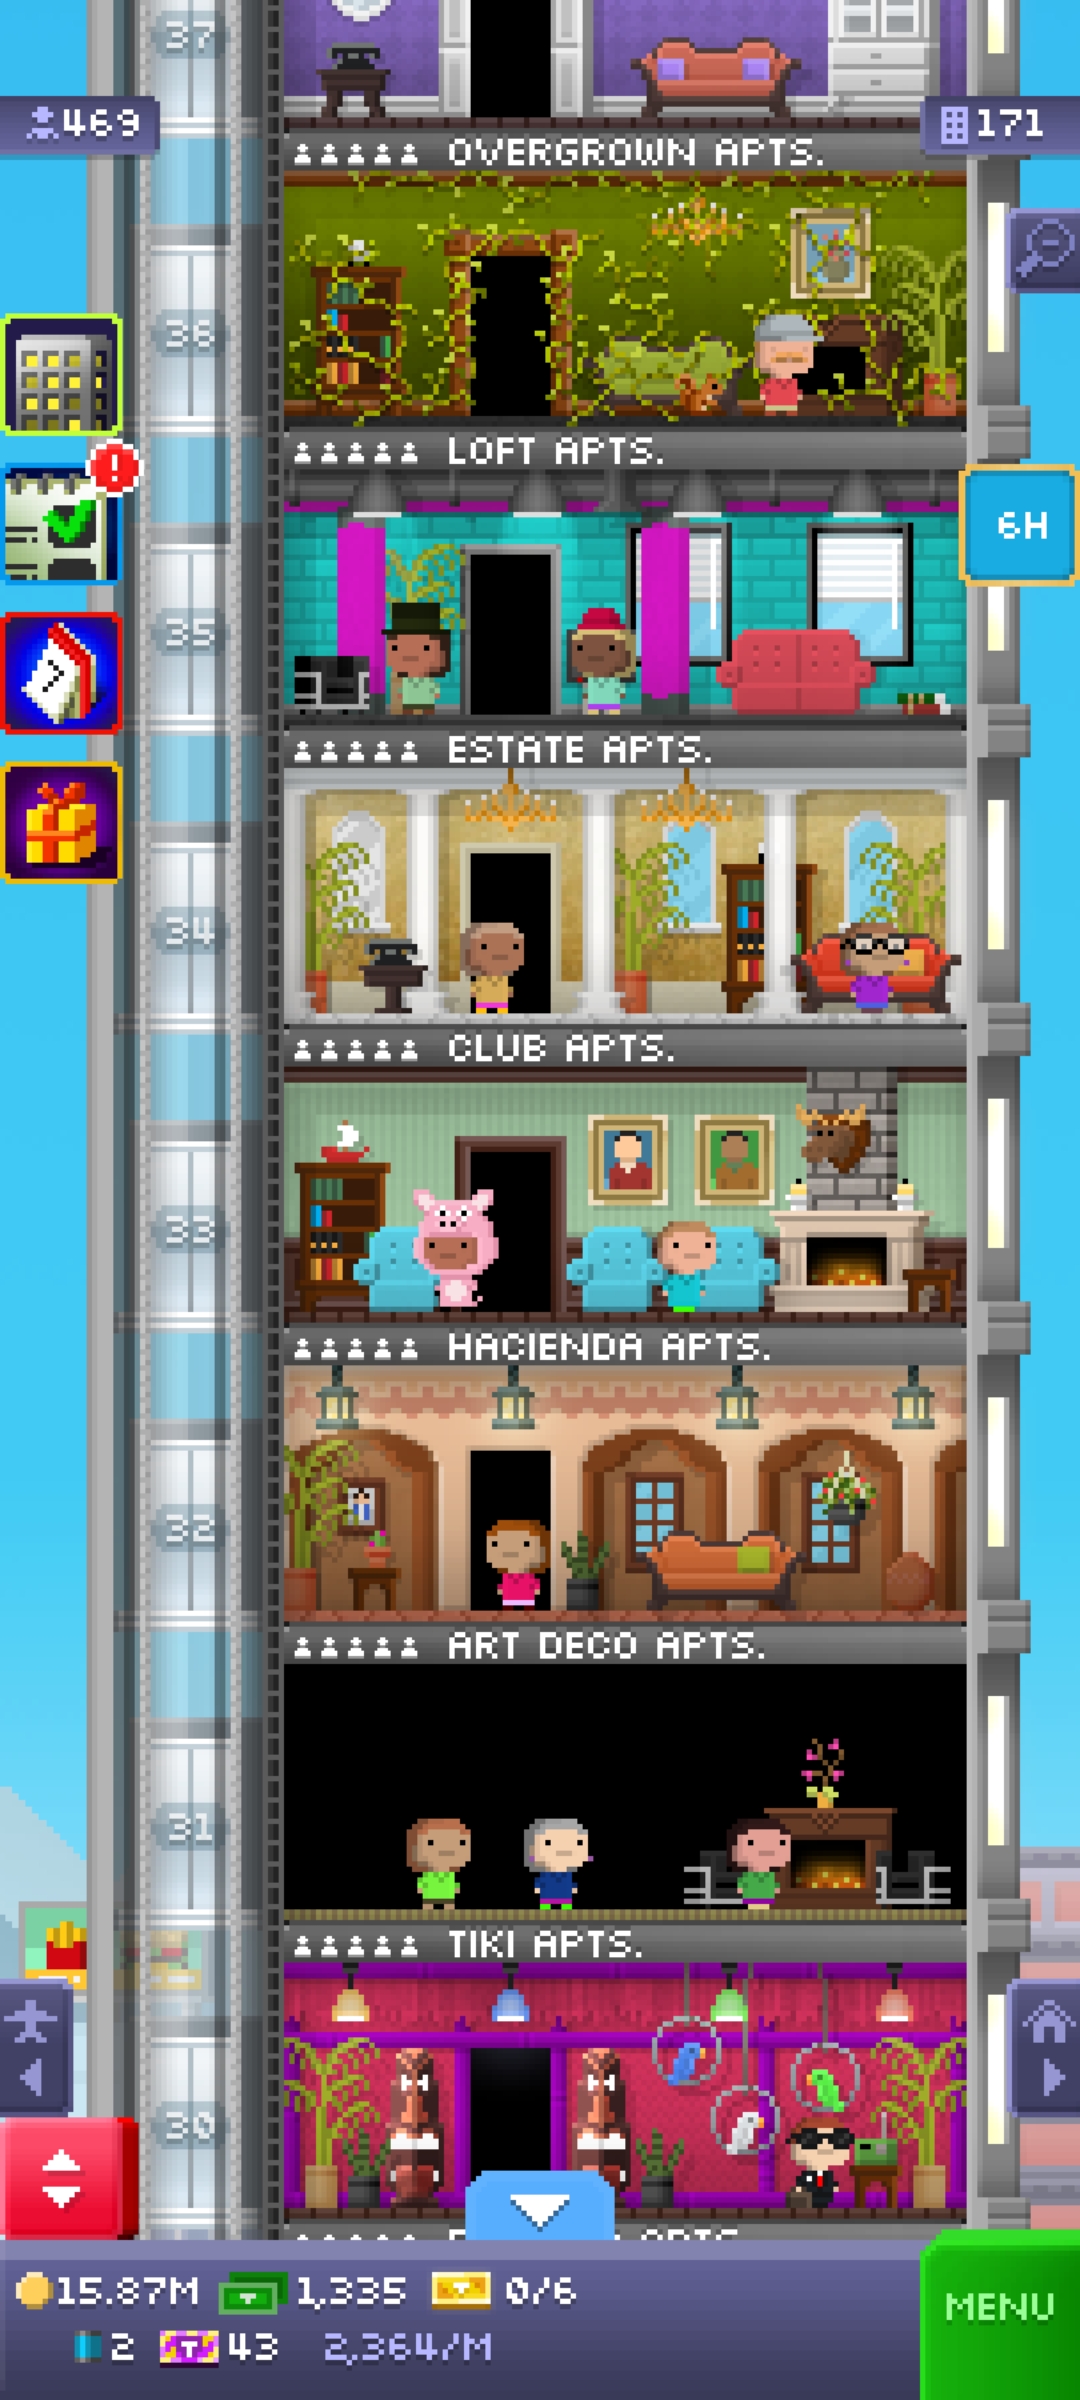 37
469
171
OVERGROWN APTS.
36
LOFT APTS.
6H
35
7
ESTATE APTS.
34
CLUB APTS.
33
HACIENDA APTS.
32
ART DECO APTS.
31
TIKI APTS.
30
15.87M 1,335 0/6
MENU
2 T 43 2,364/M